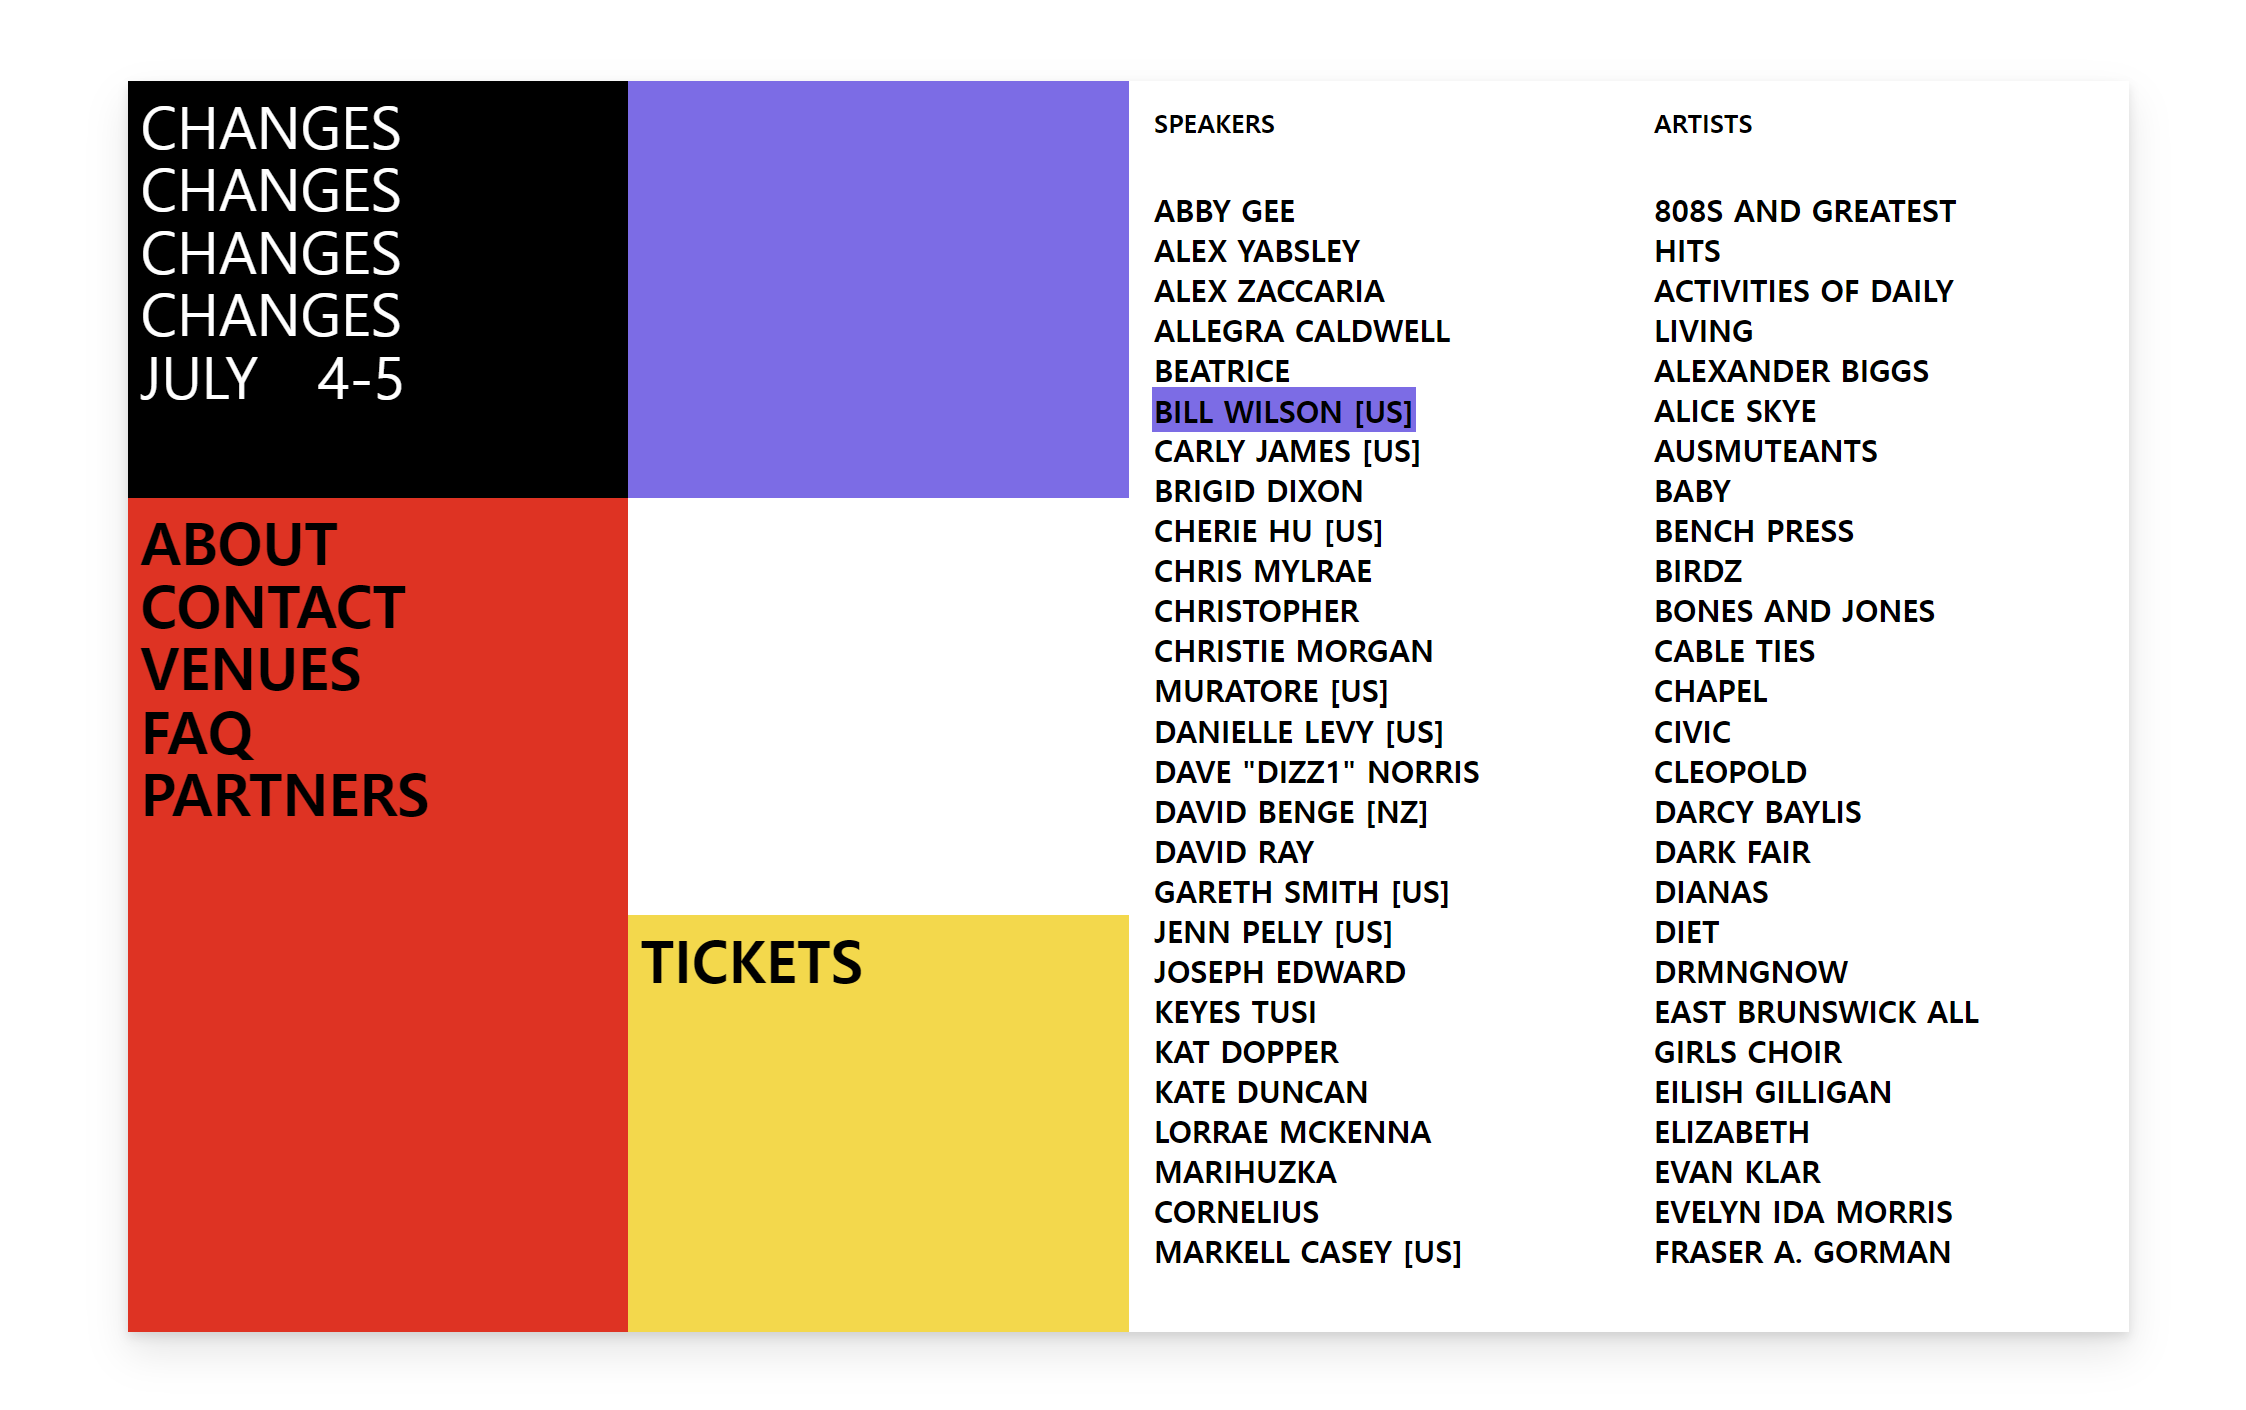 CHANGES
CHANGES
CHANGES
CHANGES
JULY 4-5
ABOUT
CONTACT
VENUES
FAQ
PARTNERS
TICKETS
SPEAKERS
ABBY GEE
ALEX YABSLEY
ALEX ZACCARIA
ALLEGRA CALDWELL
BEATRICE
BILL WILSON [US]
CARLY JAMES [US]
BRIGID DIXON
CHERIE HU [US]
CHRIS MYLRAE
CHRISTOPHER
CHRISTIE MORGAN
MURATORE [US]
DANIELLE LEVY [US]
DAVE "DIZZ1" NORRIS
DAVID BENGE [NZ]
DAVID RAY
GARETH SMITH [US]
JENN PELLY [US]
JOSEPH EDWARD
KEYES TUSI
KAT DOPPER
KATE DUNCAN
LORRAE MCKENNA
MARIHUZKA
CORNELIUS
MARKELL CASEY [US]
ARTISTS
808S AND GREATEST
HITS
ACTIVITIES OF DAILY
LIVING
ALEXANDER BIGGS
ALICE SKYE
AUSMUTEANTS
BABY
BENCH PRESS
BIRDZ
BONES AND JONES
CABLE TIES
CHAPEL
CIVIC
CLEOPOLD
DARCY BAYLIS
DARK FAIR
DIANAS
DIET
DRMNGNOW
EAST BRUNSWICK ALL
GIRLS CHOIR
EILISH GILLIGAN
ELIZABETH
EVAN KLAR
EVELYN IDA MORRIS
FRASER A. GORMAN